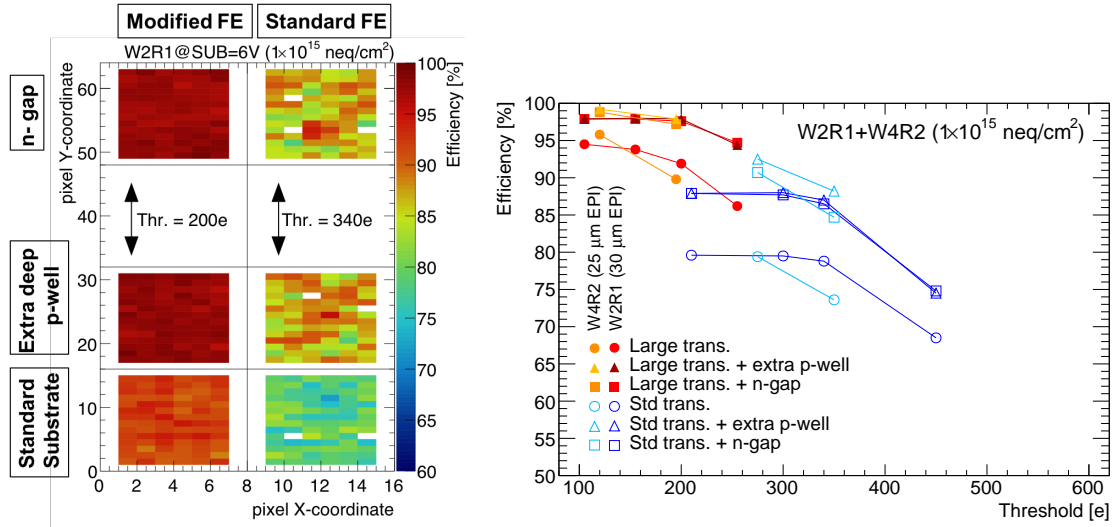 Modified FE
Standard FE
W2R1@SUB=6V (1×10¹⁵ neq/cm²)
n- gap
Extra deep
p-well
Standard
Substrate
pixel Y-coordinate
60
50
40
30
20
10
0
Thr. = 200e
Thr. = 340e
0 2 4 6 8 10 12 14 16
pixel X-coordinate
100
95
90
85
80
75
70
65
60
Efficiency [%]
Efficiency [%]
100
95
90
85
80
75
70
65
60
55
50
W2R1+W4R2 (1×10¹⁵ neq/cm²)
W4R2 (25 μm EPI)
W2R1 (30 μm EPI)
Large trans.
Large trans. + extra p-well
Large trans. + n-gap
Std trans.
Std trans. + extra p-well
Std trans. + n-gap
100 200 300 400 500 600
Threshold [e]